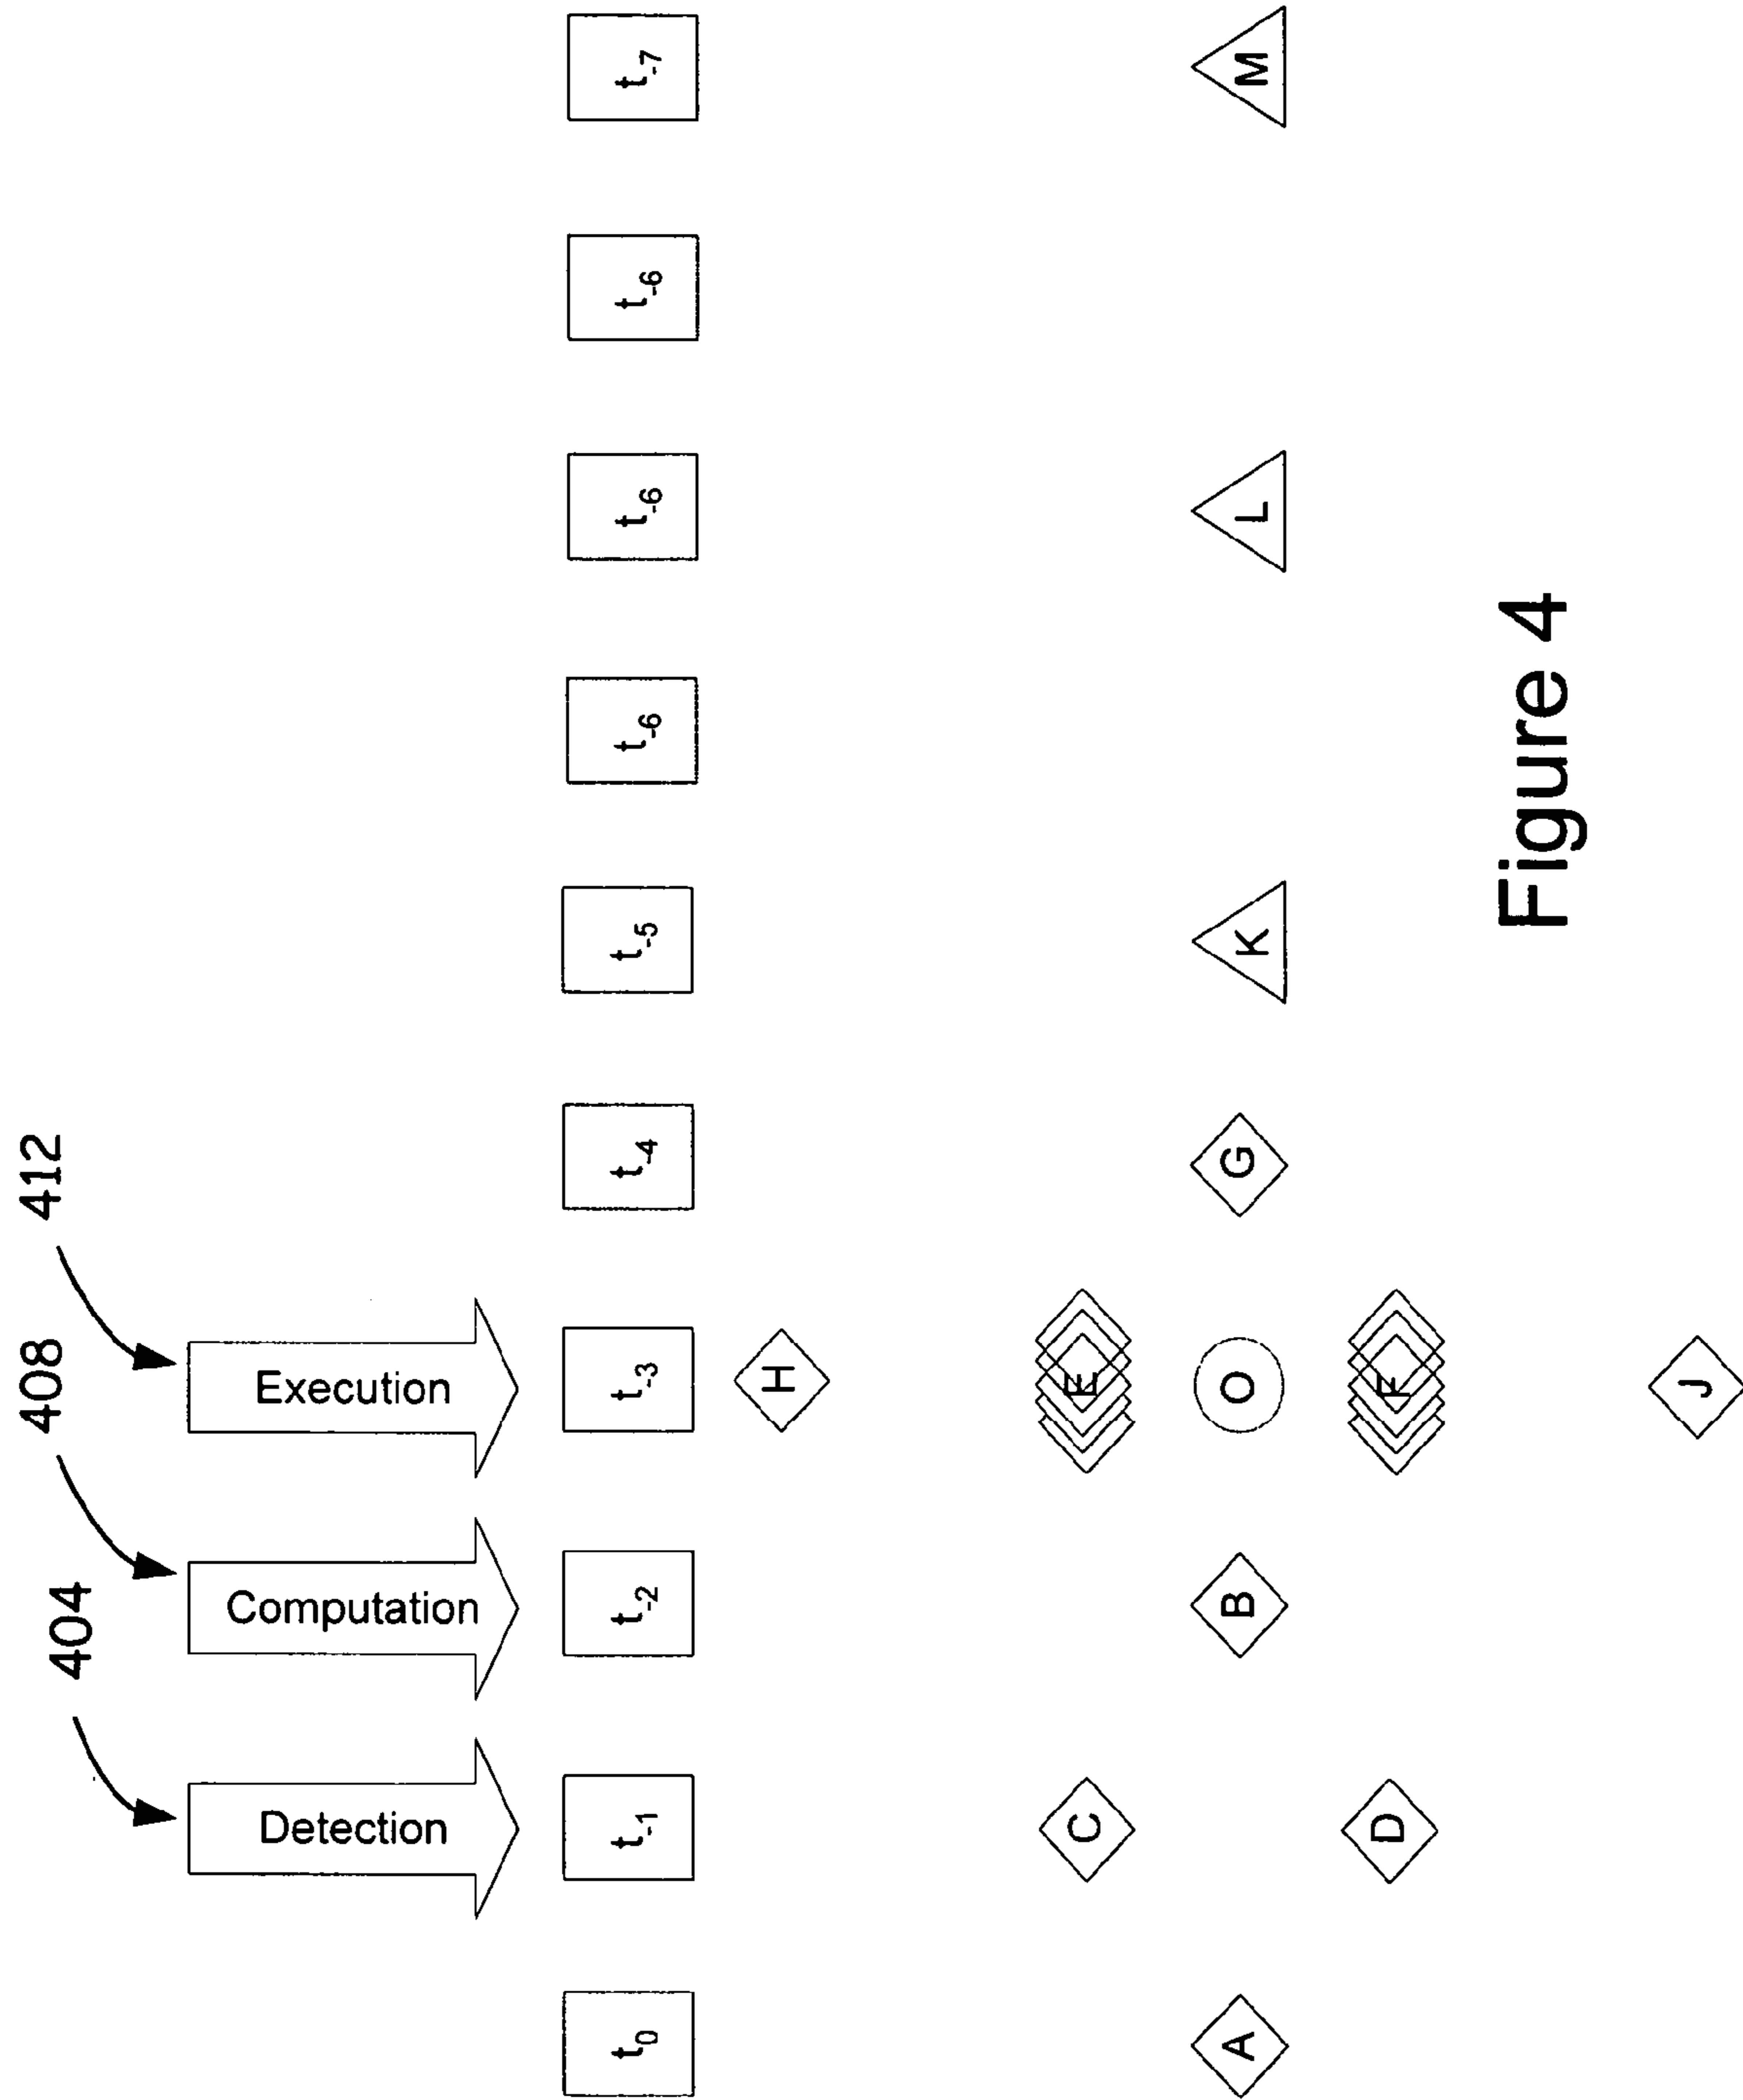 404
408
412
Detection
Computation
Execution
t₀
t₋₁
t₋₂
t₋₃
t₋₄
t₋₅
t₋₆
t₋₆
t₋₆
t₋₇
H
C
E
A
B
O
G
K
L
M
D
F
J
Figure 4